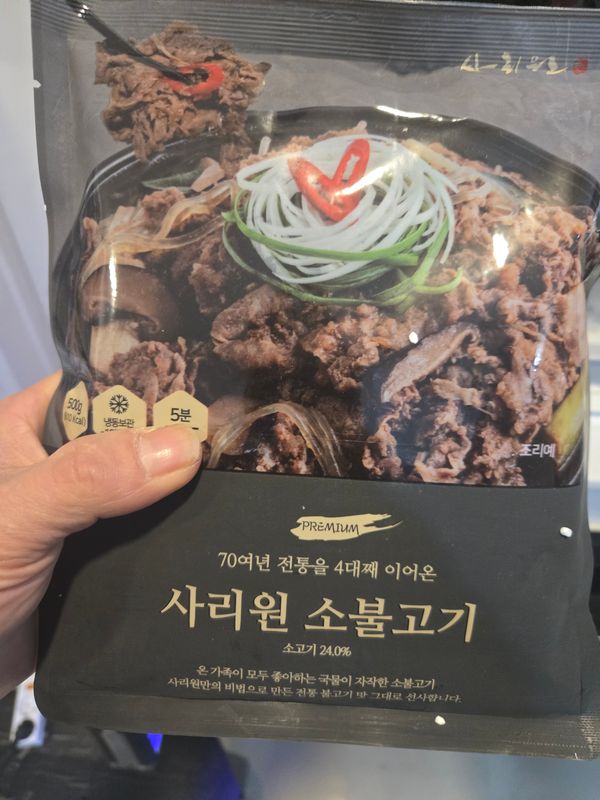 사리원
500g
냉동보관
5분
조리예
PREMIUM
70여년 전통을 4대째 이어온
사리원 소불고기
소고기 24.0%
온 가족이 모두 좋아하는 국물이 자작한 소불고기
사리원만의 비법으로 만든 전통 불고기 맛 그대로 선사합니다.